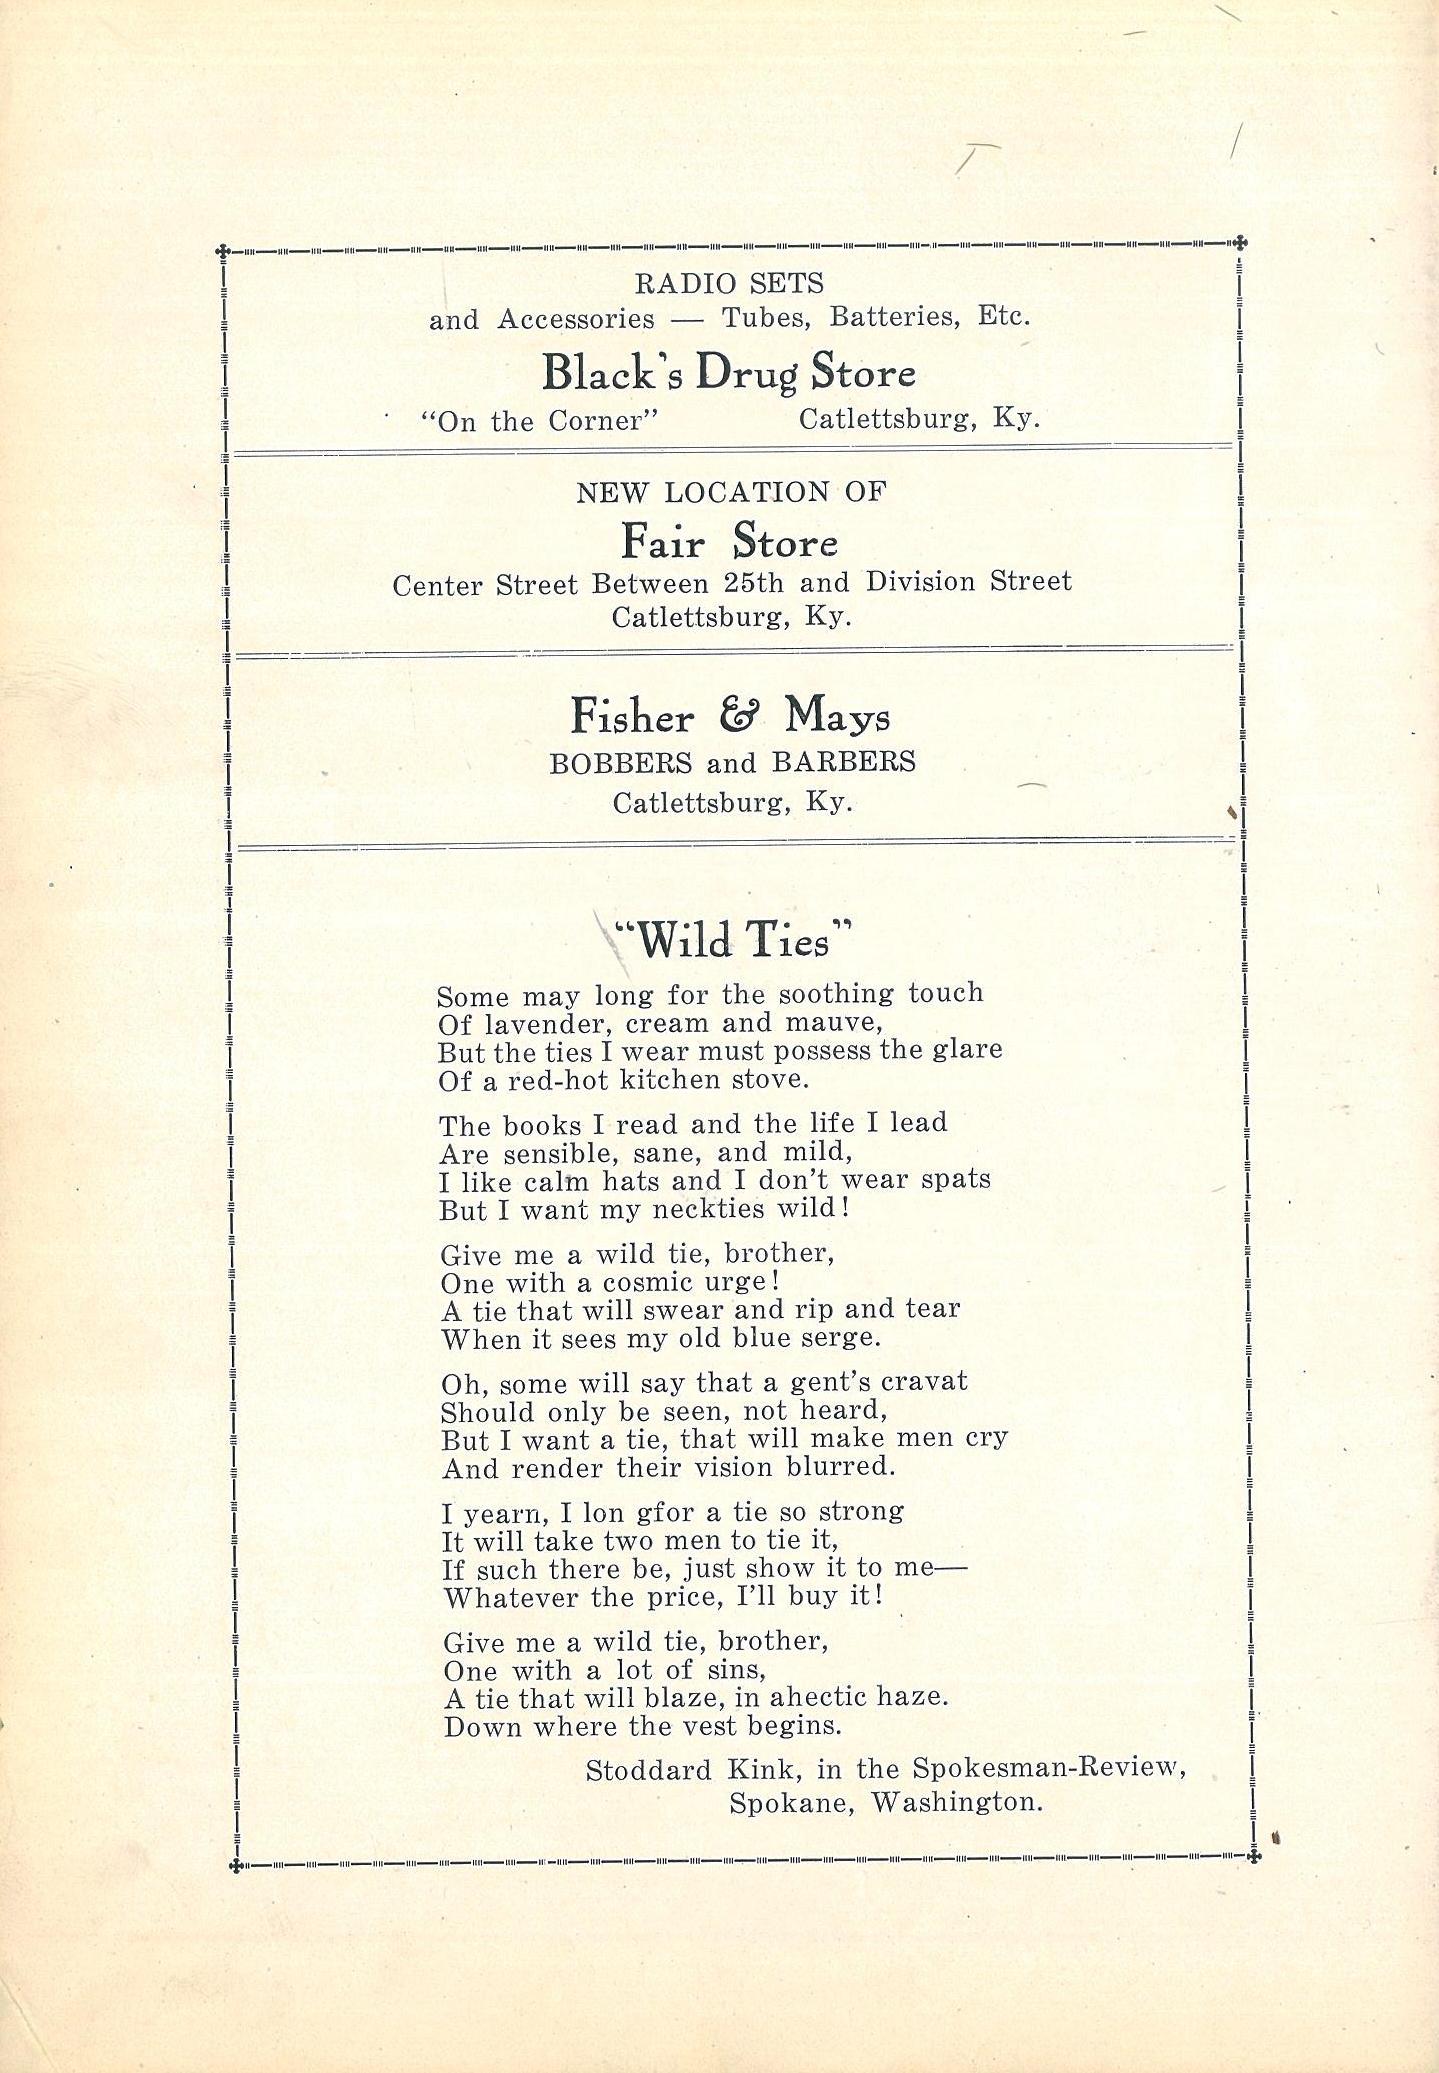 RADIO SETS
and Accessories — Tubes, Batteries, Etc.
Black's Drug Store
"On the Corner" Catlettsburg, Ky.
NEW LOCATION OF
Fair Store
Center Street Between 25th and Division Street
Catlettsburg, Ky.
Fisher & Mays
BOBBERS and BARBERS
Catlettsburg, Ky.
"Wild Ties"
Some may long for the soothing touch
Of lavender, cream and mauve,
But the ties I wear must possess the glare
Of a red-hot kitchen stove.
The books I read and the life I lead
Are sensible, sane, and mild,
I like calm hats and I don't wear spats
But I want my neckties wild!
Give me a wild tie, brother,
One with a cosmic urge!
A tie that will swear and rip and tear
When it sees my old blue serge.
Oh, some will say that a gent's cravat
Should only be seen, not heard,
But I want a tie, that will make men cry
And render their vision blurred.
I yearn, I lon gfor a tie so strong
It will take two men to tie it,
If such there be, just show it to me—
Whatever the price, I'll buy it!
Give me a wild tie, brother,
One with a lot of sins,
A tie that will blaze, in ahectic haze.
Down where the vest begins.
Stoddard Kink, in the Spokesman-Review,
Spokane, Washington.